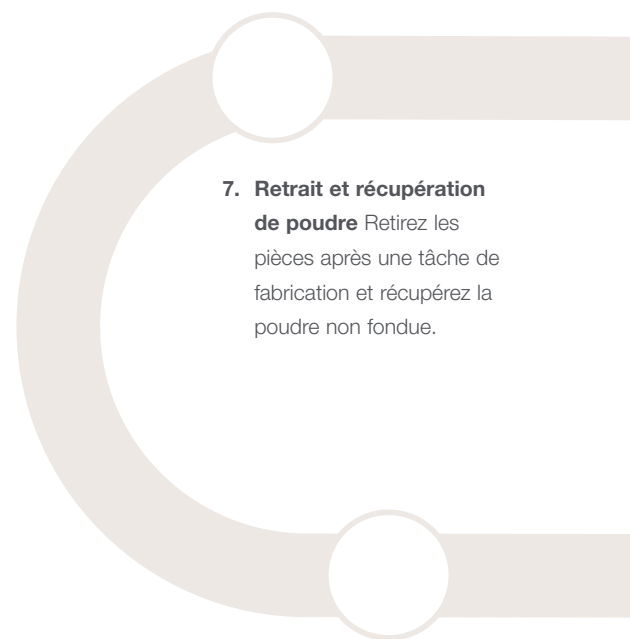 7. Retrait et récupération
de poudre Retirez les
pièces après une tâche de
fabrication et récupérez la
poudre non fondue.